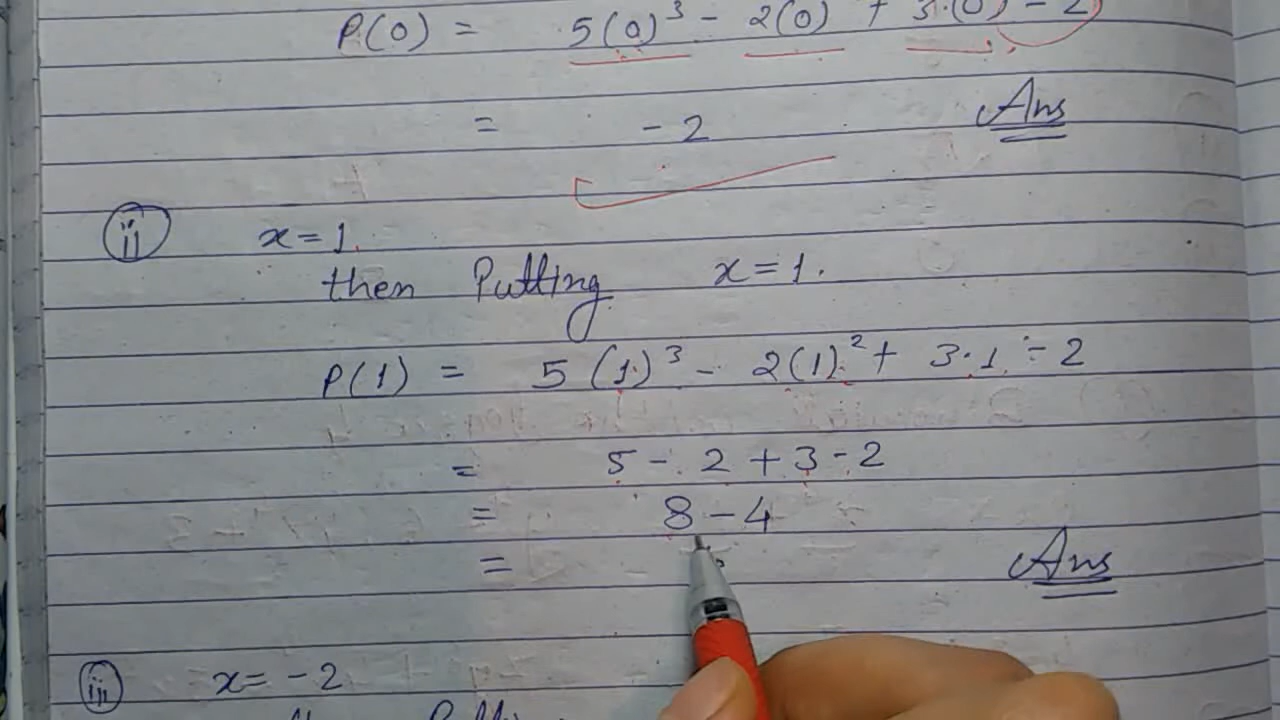 P(0) = 5(0)³ - 2(0) + 3·(0) - 2
= -2 Ans
(ii) x=1.
then Putting x=1.
P(1) = 5(1)³ - 2(1)² + 3·1 - 2
= 5 - 2 + 3 - 2
= 8 - 4
= Ans
(iii) x = -2